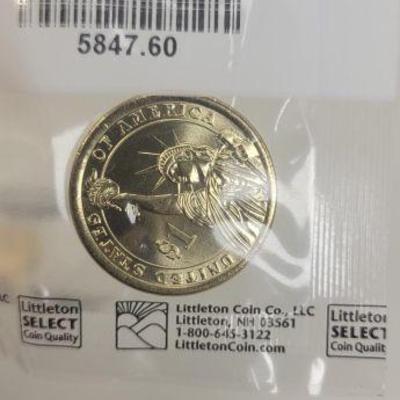 5847.60
UNITED STATES OF AMERICA
$1
LC
Littleton
SELECT
Coin Quality
Littleton Coin Co., LLC
Littleton, NH 03561
1-800-645-3122
LittletonCoin.com
Littleton
SELECT
Coin Quality